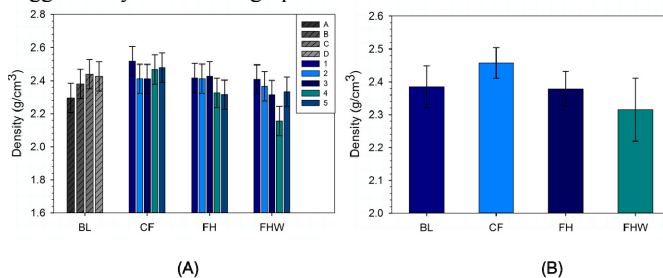 2.8
2.6
2.4
2.2
2.0
1.8
1.6
Density (g/cm³)
BL CF FH FHW
A
B
C
D
1
2
3
4
5
(A)
2.6
2.5
2.4
2.3
2.2
2.1
2.0
Density (g/cm³)
BL CF FH FHW
(B)